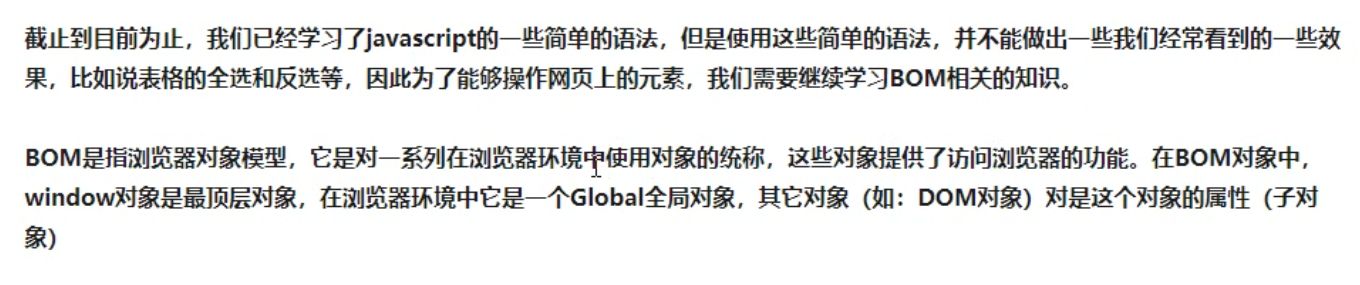 截止到目前为止，我们已经学习了javascript的一些简单的语法，但是使用这些简单的语法，并不能做出一些我们经常看到的一些效
果，比如说表格的全选和反选等，因此为了能够操作网页上的元素，我们需要继续学习BOM相关的知识。
BOM是指浏览器对象模型，它是对一系列在浏览器环境中使用对象的统称，这些对象提供了访问浏览器的功能。在BOM对象中，
window对象是最顶层对象，在浏览器环境中它是一个Global全局对象，其它对象（如：DOM对象）对是这个对象的属性（子对
象）